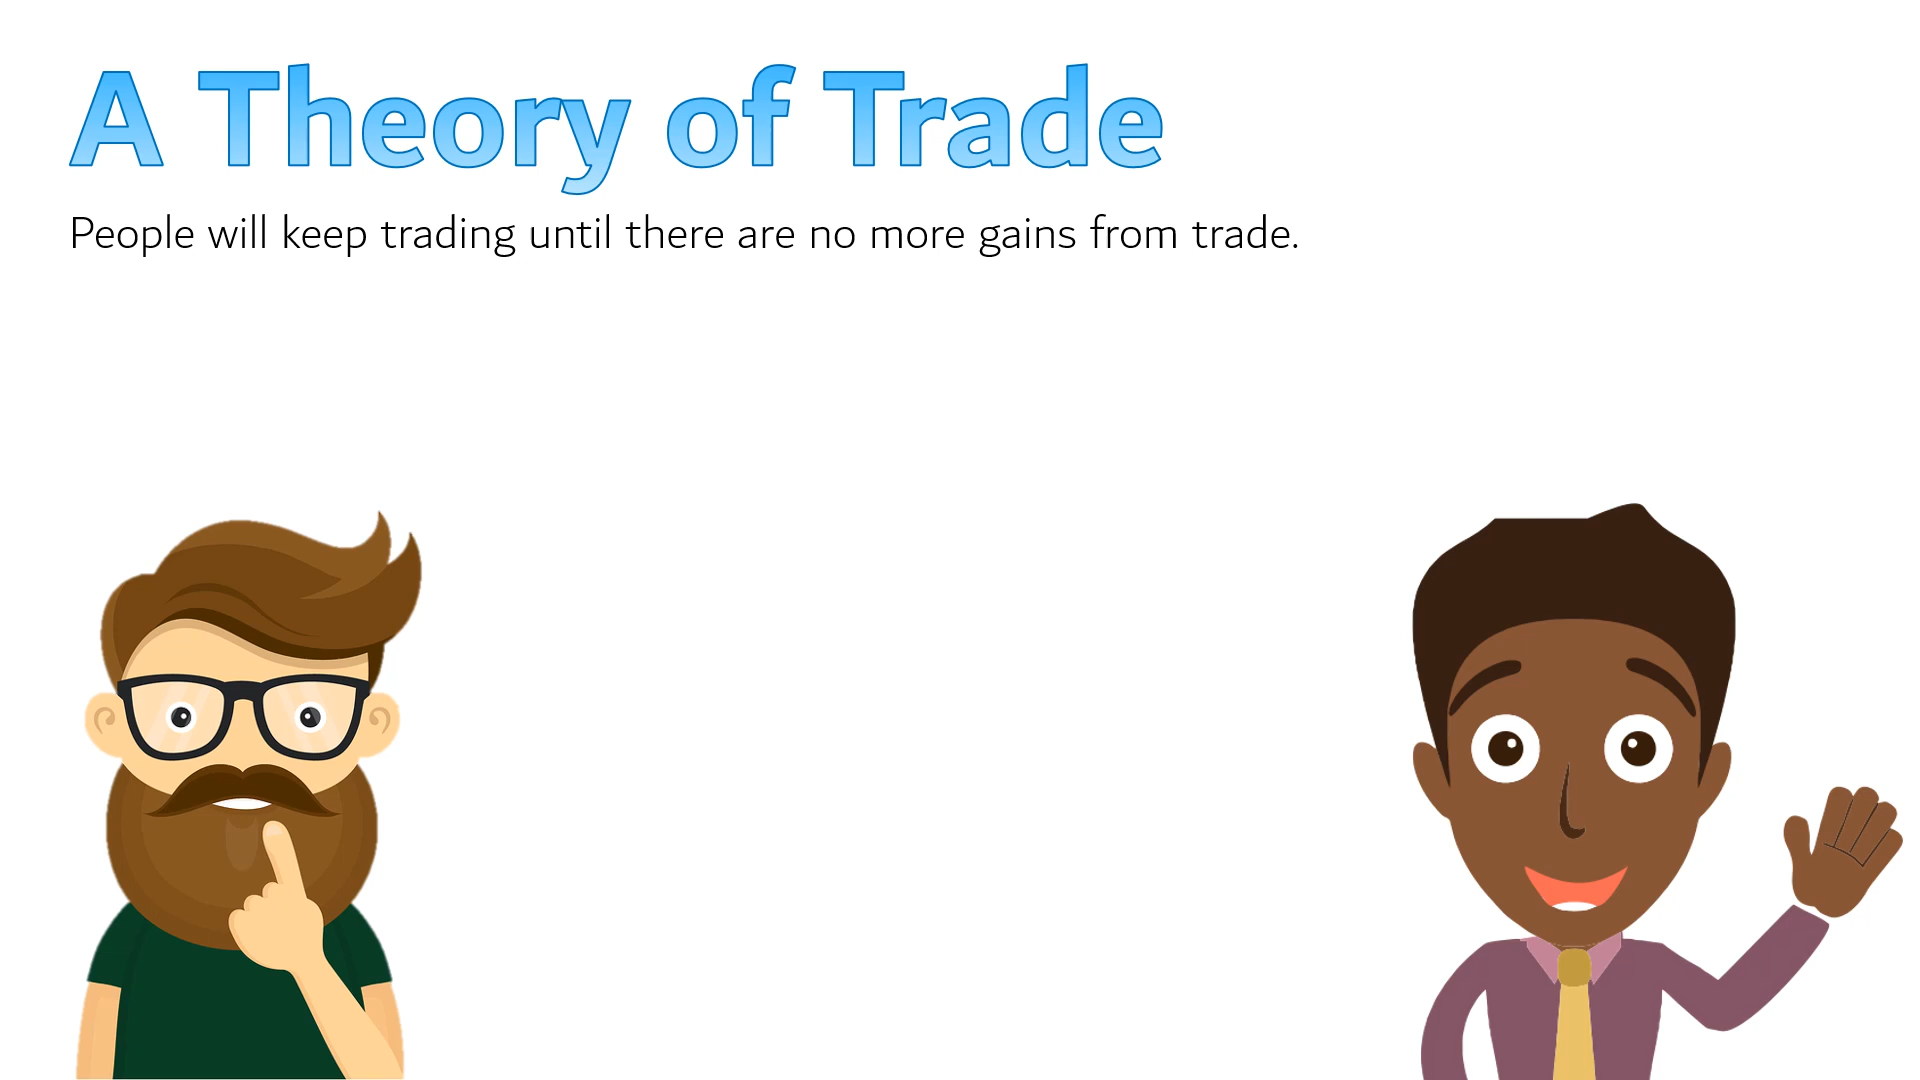 A Theory of Trade
People will keep trading until there are no more gains from trade.